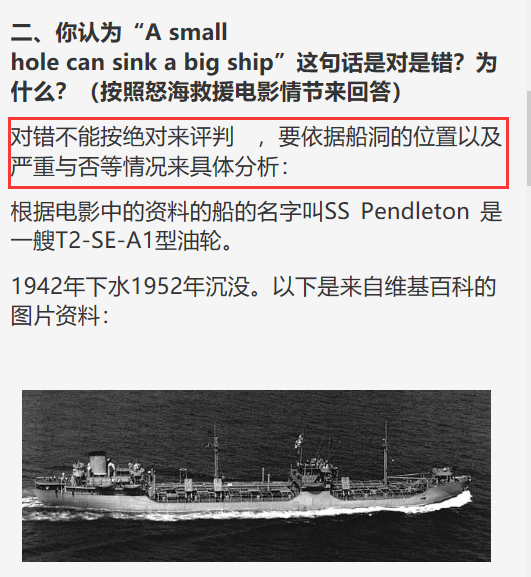 二、你认为“A small
hole can sink a big ship”这句话是对是错？为
什么？（按照怒海救援电影情节来回答）
对错不能按绝对来评判 ，要依据船洞的位置以及
严重与否等情况来具体分析：
根据电影中的资料的船的名字叫SS Pendleton 是
一艘T2-SE-A1型油轮。
1942年下水1952年沉没。以下是来自维基百科的
图片资料：